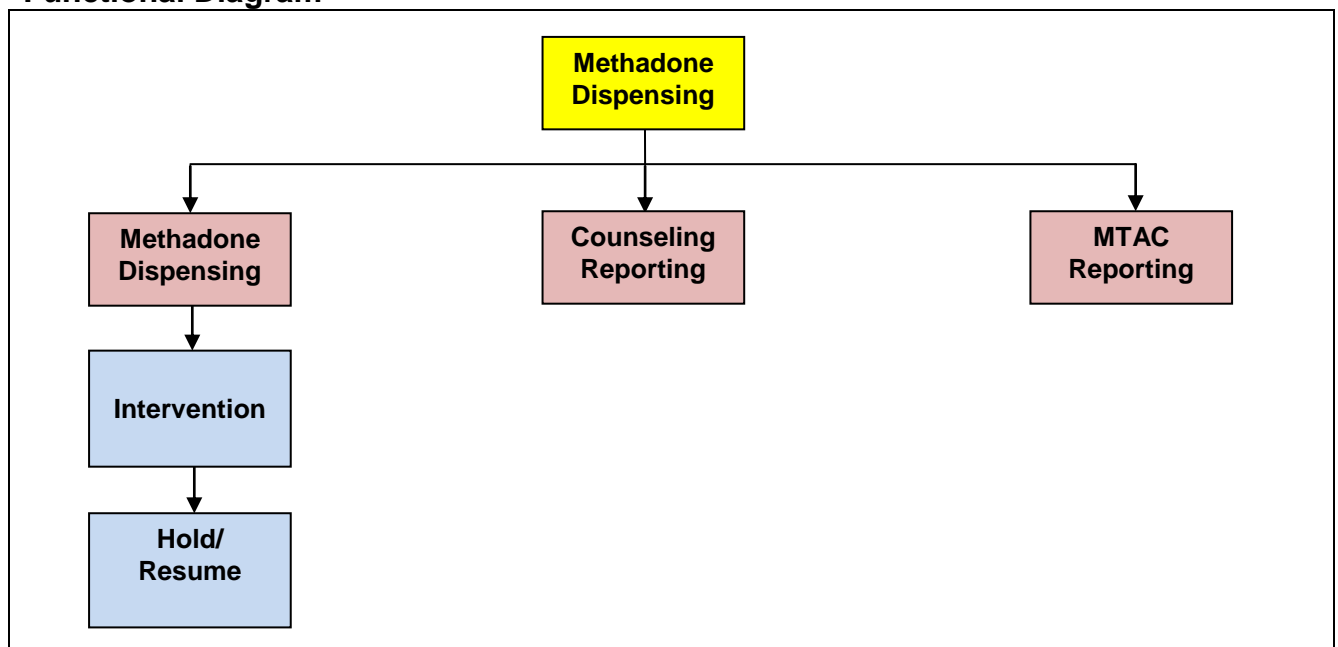 Functional Diagram
Methadone
Dispensing
Methadone
Dispensing
Counseling
Reporting
MTAC
Reporting
Intervention
Hold/
Resume